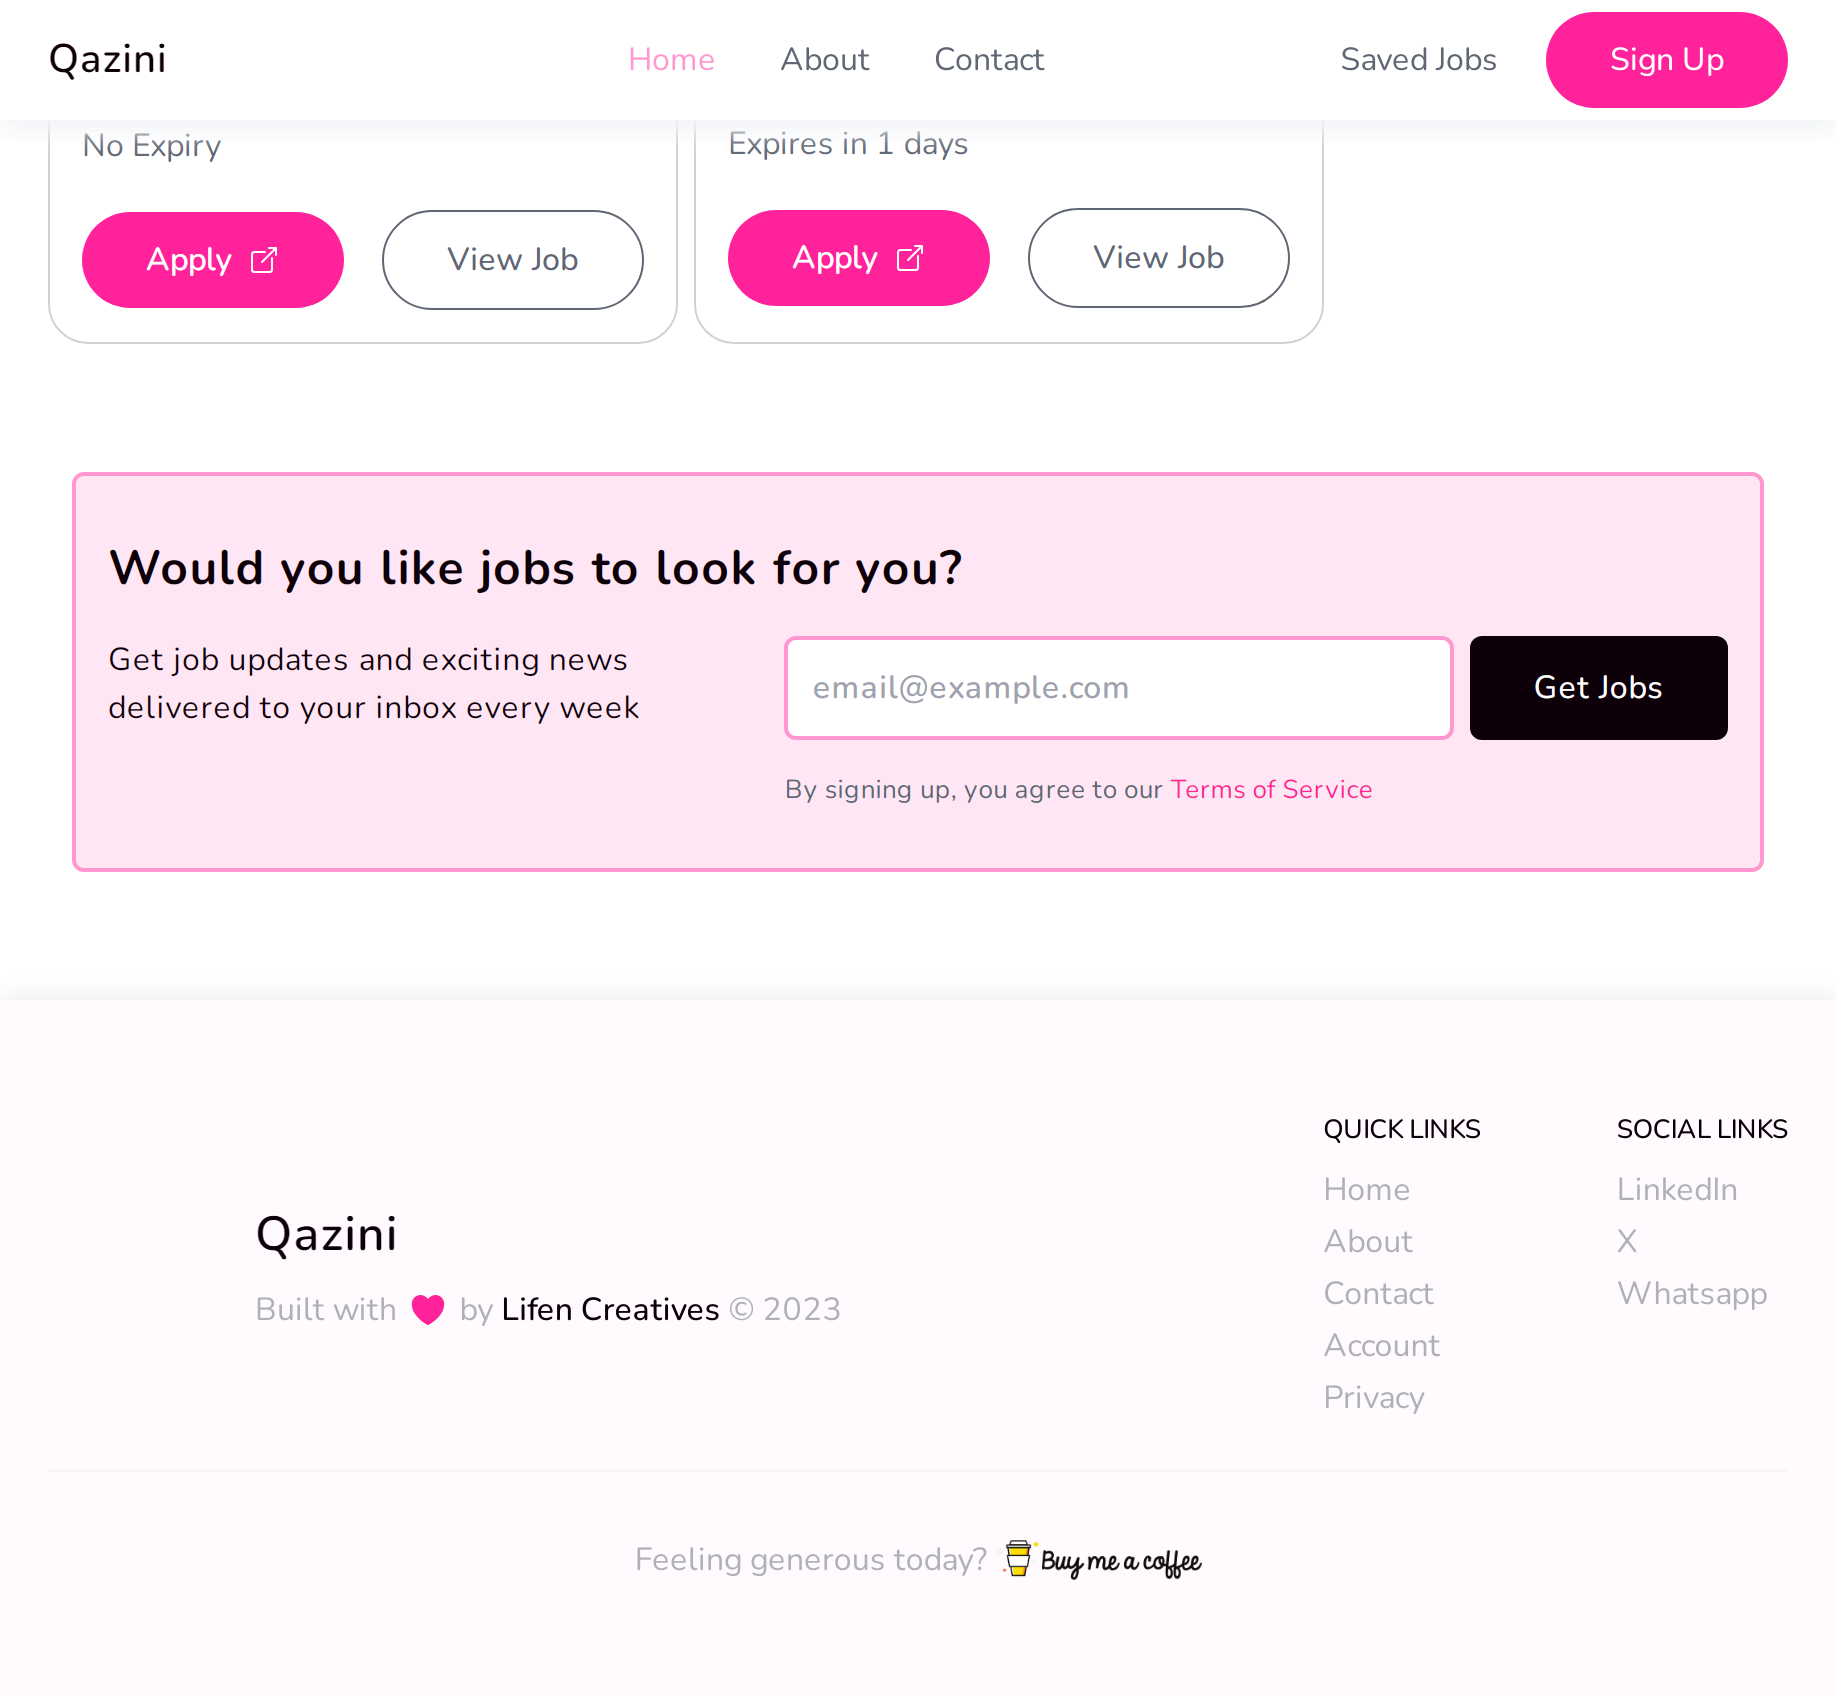 Qazini
Home
About
Contact
Saved Jobs
Sign Up
No Expiry
Apply
View Job
Expires in 1 days
Apply
View Job
Would you like jobs to look for you?
Get job updates and exciting news
delivered to your inbox every week
email@example.com
Get Jobs
By signing up, you agree to our Terms of Service
Qazini
Built with by Lifen Creatives © 2023
QUICK LINKS
Home
About
Contact
Account
Privacy
SOCIAL LINKS
LinkedIn
X
Whatsapp
Feeling generous today? Buy me a coffee